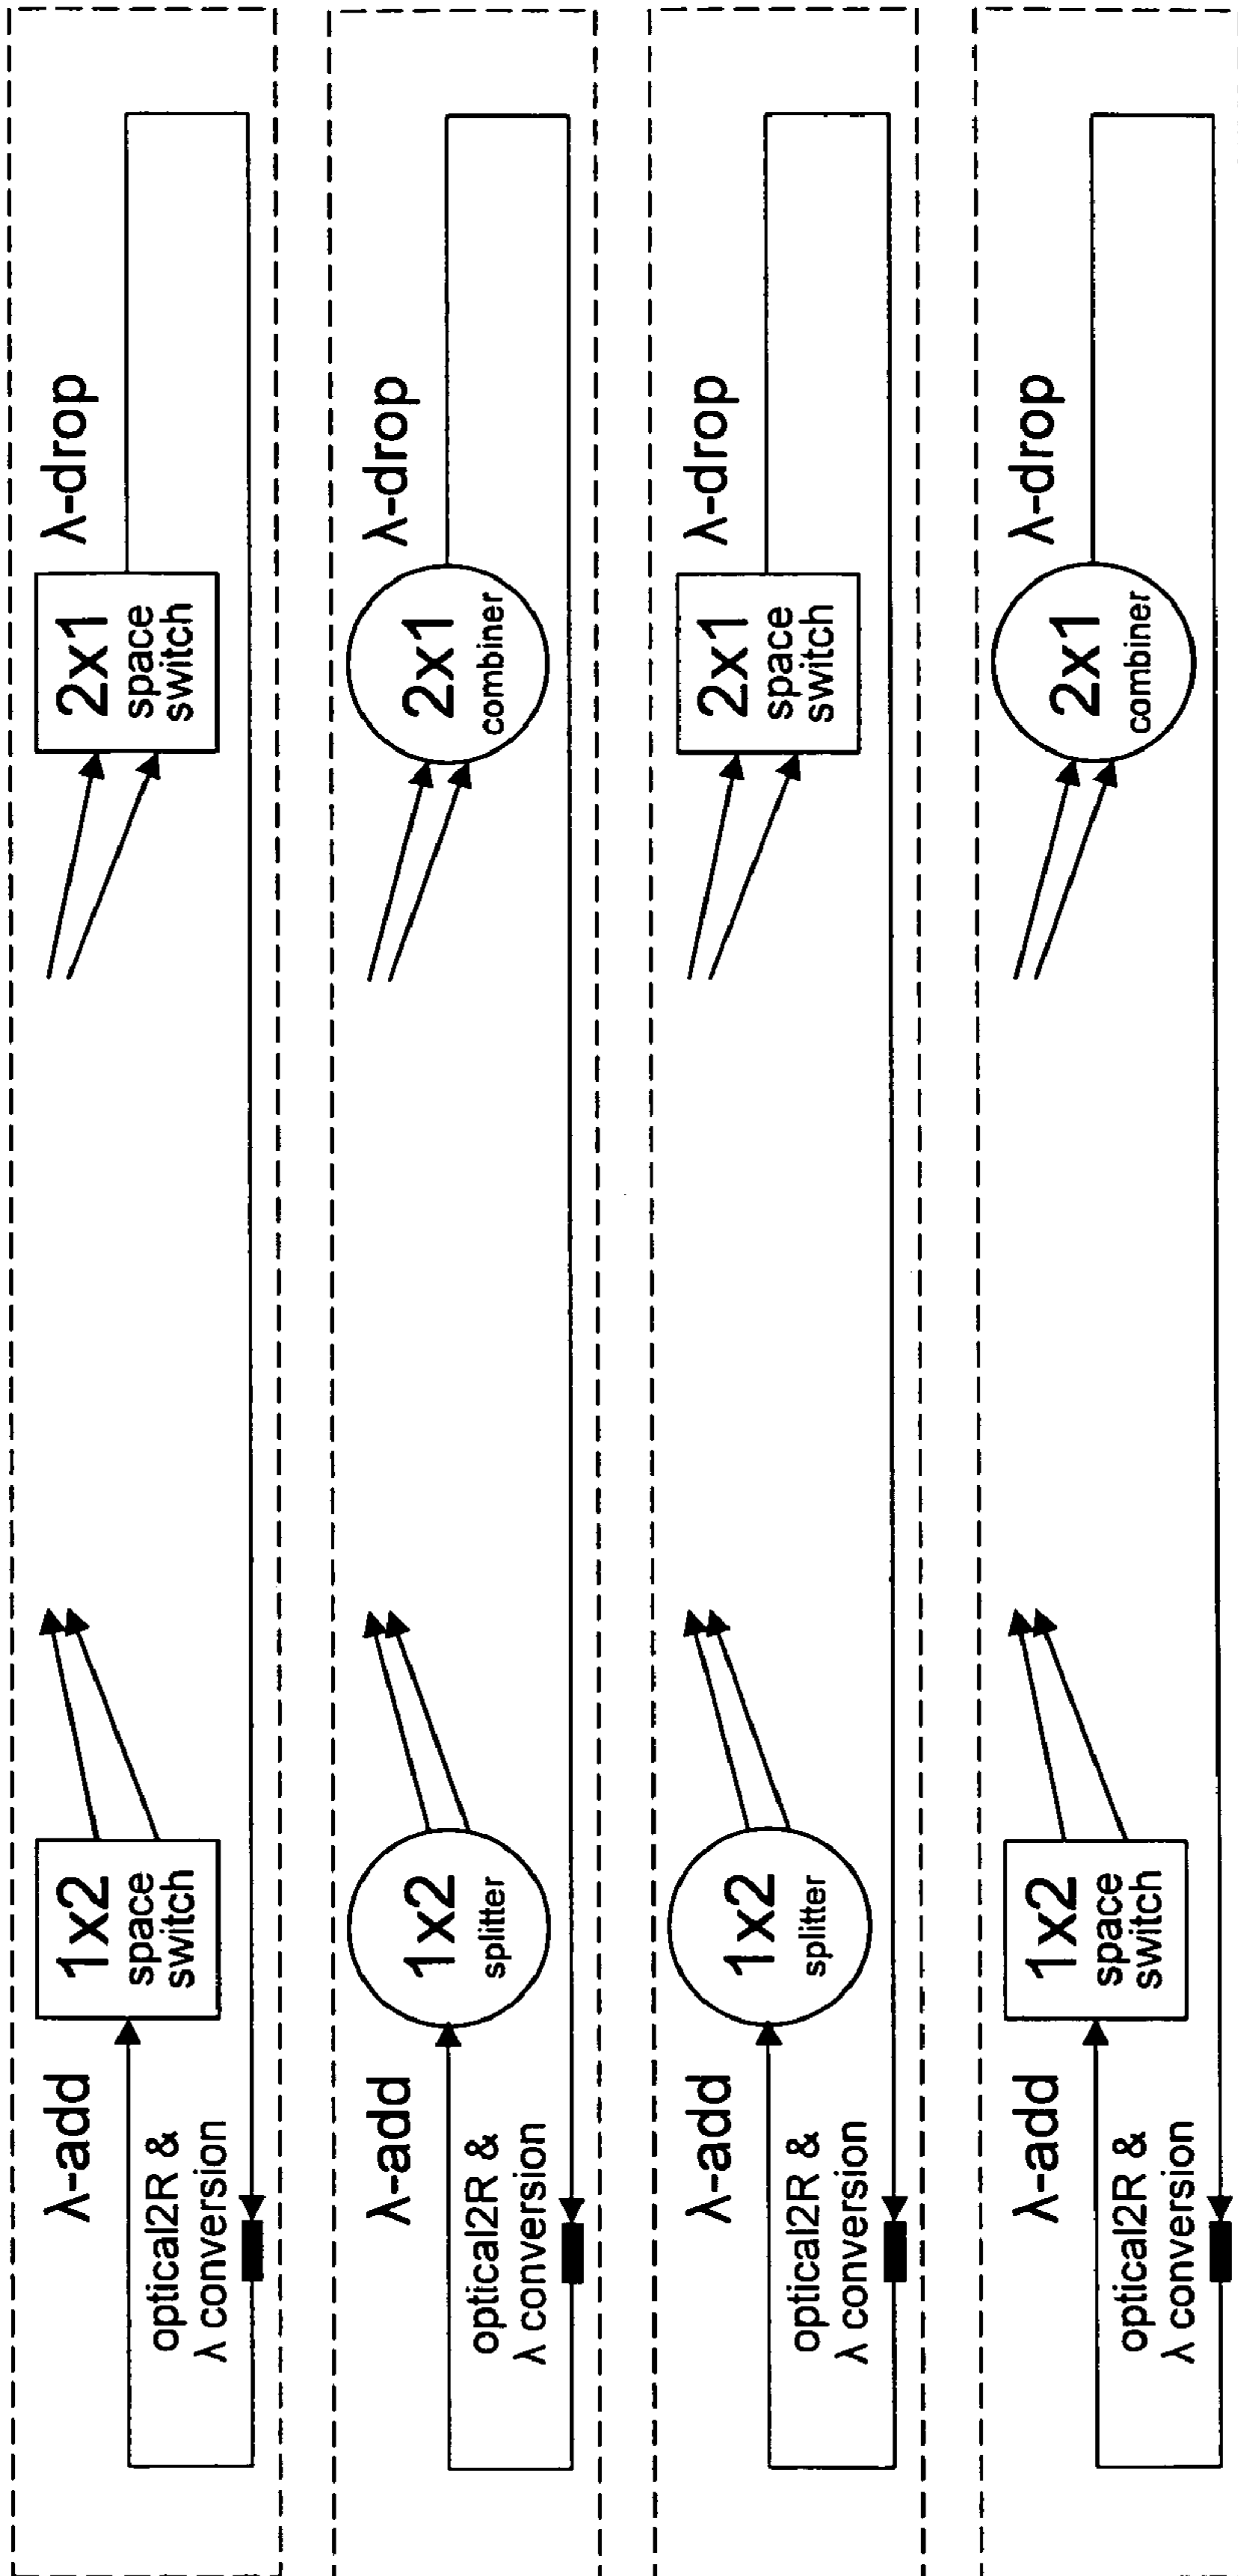 λ-add
optical2R &
λ conversion
1x2
space
switch
λ-drop
2x1
space
switch
λ-add
optical2R &
λ conversion
1x2
splitter
λ-drop
2x1
combiner
λ-add
optical2R &
λ conversion
1x2
splitter
λ-drop
2x1
space
switch
λ-add
optical2R &
λ conversion
1x2
space
switch
λ-drop
2x1
combiner